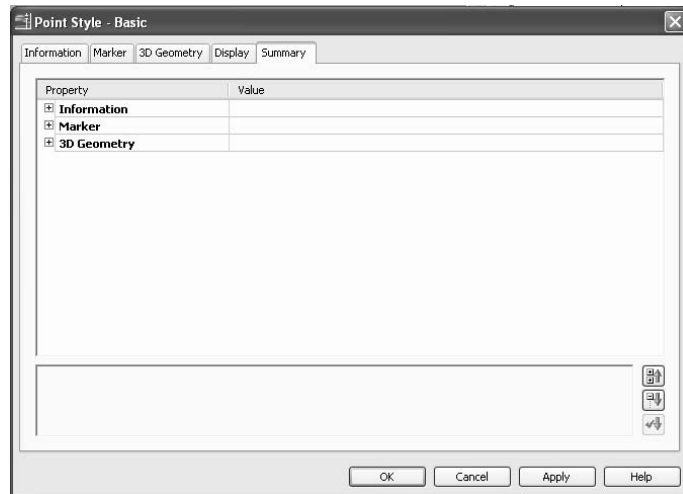 Point Style - Basic
Information Marker 3D Geometry Display Summary
Property Value
Information
Marker
3D Geometry
OK Cancel Apply Help